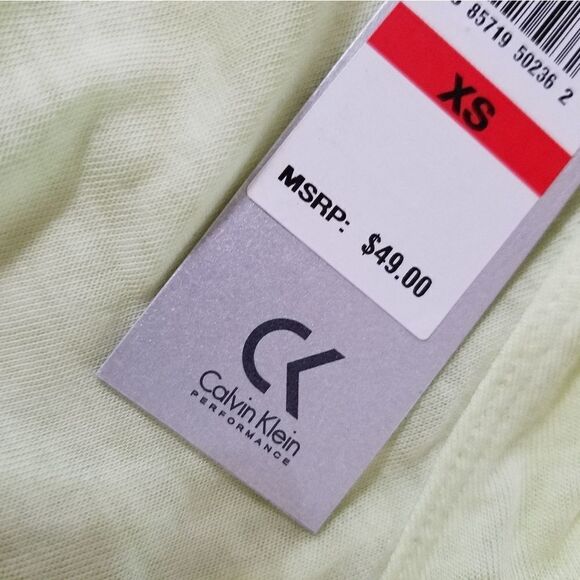 85719 50236 2
XS
MSRP: $49.00
CK
Calvin Klein
PERFORMANCE